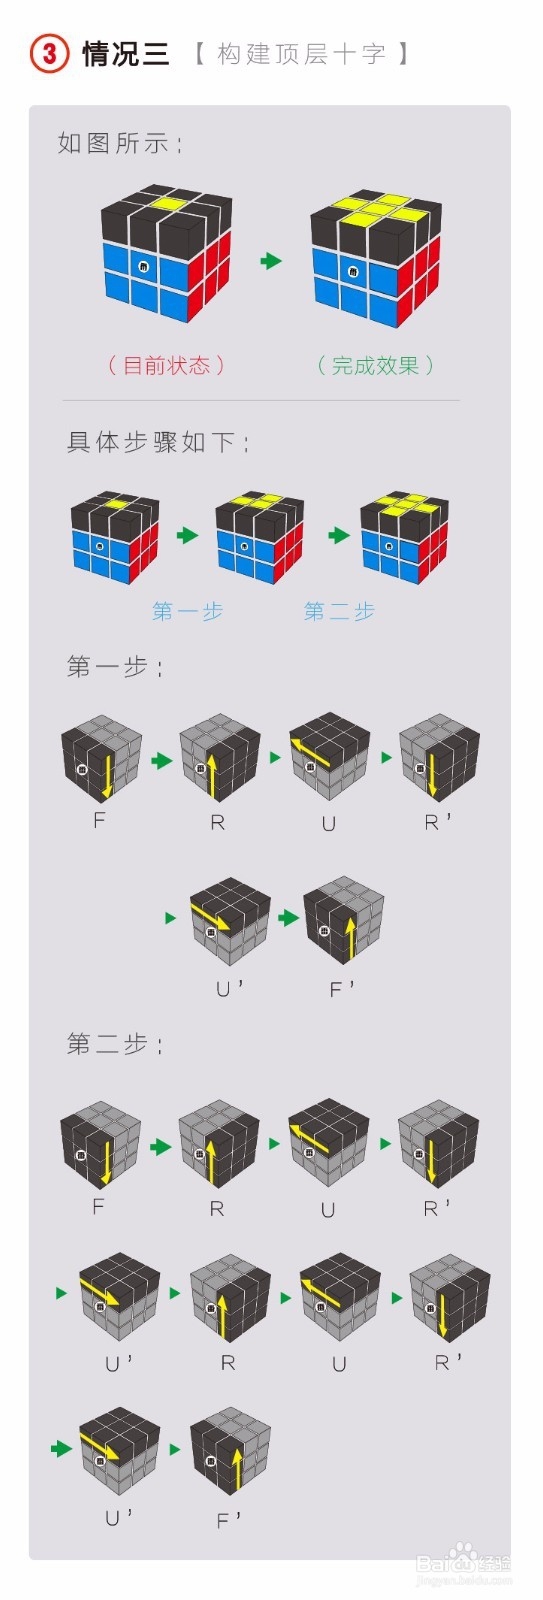 3 情况三 【构建顶层十字】
如图所示：
（目前状态） （完成效果）
具体步骤如下：
第一步 第二步
第一步：
F R U R’
U’ F’
第二步：
F R U R’
U’ R U R’
U’ F’
Baidu 经验
jingyan.baidu.com